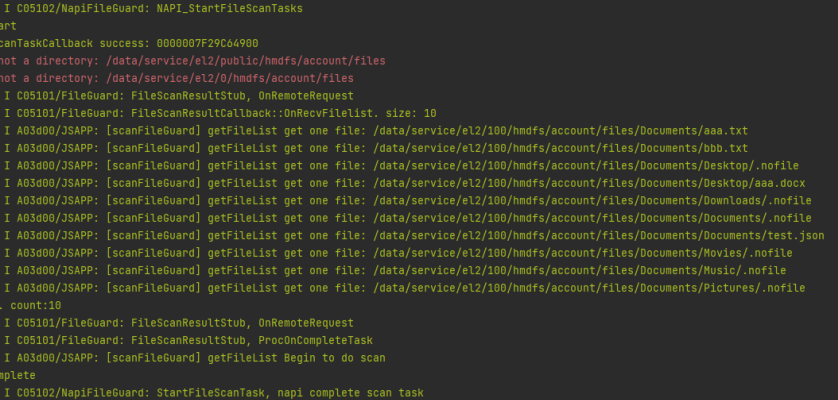 I C05102/NapiFileGuard: NAPI_StartFileScanTasks
art
canTaskCallback success: 0000007F29C64900
not a directory: /data/service/el2/public/hmdfs/account/files
not a directory: /data/service/el2/0/hmdfs/account/files
I C05101/FileGuard: FileScanResultStub, OnRemoteRequest
I C05101/FileGuard: FileScanResultCallback::OnRecvFilelist. size: 10
I A03d00/JSAPP: [scanFileGuard] getFileList get one file: /data/service/el2/100/hmdfs/account/files/Documents/aaa.txt
I A03d00/JSAPP: [scanFileGuard] getFileList get one file: /data/service/el2/100/hmdfs/account/files/Documents/bbb.txt
I A03d00/JSAPP: [scanFileGuard] getFileList get one file: /data/service/el2/100/hmdfs/account/files/Documents/Desktop/.nofile
I A03d00/JSAPP: [scanFileGuard] getFileList get one file: /data/service/el2/100/hmdfs/account/files/Documents/Desktop/aaa.docx
I A03d00/JSAPP: [scanFileGuard] getFileList get one file: /data/service/el2/100/hmdfs/account/files/Documents/Downloads/.nofile
I A03d00/JSAPP: [scanFileGuard] getFileList get one file: /data/service/el2/100/hmdfs/account/files/Documents/Documents/.nofile
I A03d00/JSAPP: [scanFileGuard] getFileList get one file: /data/service/el2/100/hmdfs/account/files/Documents/Documents/test.json
I A03d00/JSAPP: [scanFileGuard] getFileList get one file: /data/service/el2/100/hmdfs/account/files/Documents/Movies/.nofile
I A03d00/JSAPP: [scanFileGuard] getFileList get one file: /data/service/el2/100/hmdfs/account/files/Documents/Music/.nofile
I A03d00/JSAPP: [scanFileGuard] getFileList get one file: /data/service/el2/100/hmdfs/account/files/Documents/Pictures/.nofile
. count:10
I C05101/FileGuard: FileScanResultStub, OnRemoteRequest
I C05101/FileGuard: FileScanResultStub, ProcOnCompleteTask
I A03d00/JSAPP: [scanFileGuard] getFileList Begin to do scan
mplete
I C05102/NapiFileGuard: StartFileScanTask, napi complete scan task